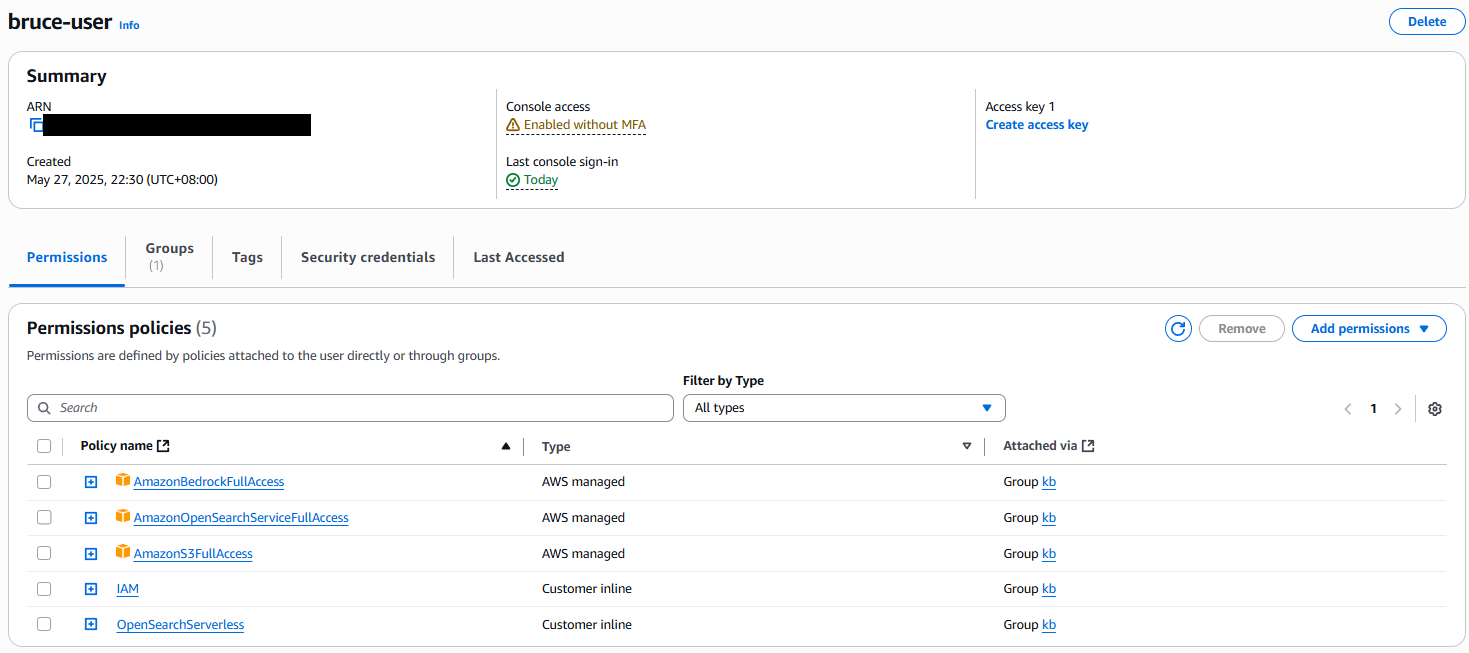 bruce-user Info
Delete
Summary
ARN
Created
May 27, 2025, 22:30 (UTC+08:00)
Console access
Enabled without MFA
Last console sign-in
Today
Access key 1
Create access key
Permissions
Groups
(1)
Tags
Security credentials
Last Accessed
Permissions policies (5)
Remove
Add permissions
Permissions are defined by policies attached to the user directly or through groups.
Filter by Type
Search
All types
1
Policy name Type Attached via
AmazonBedrockFullAccess AWS managed Group kb
AmazonOpenSearchServiceFullAccess AWS managed Group kb
AmazonS3FullAccess AWS managed Group kb
IAM Customer inline Group kb
OpenSearchServerless Customer inline Group kb